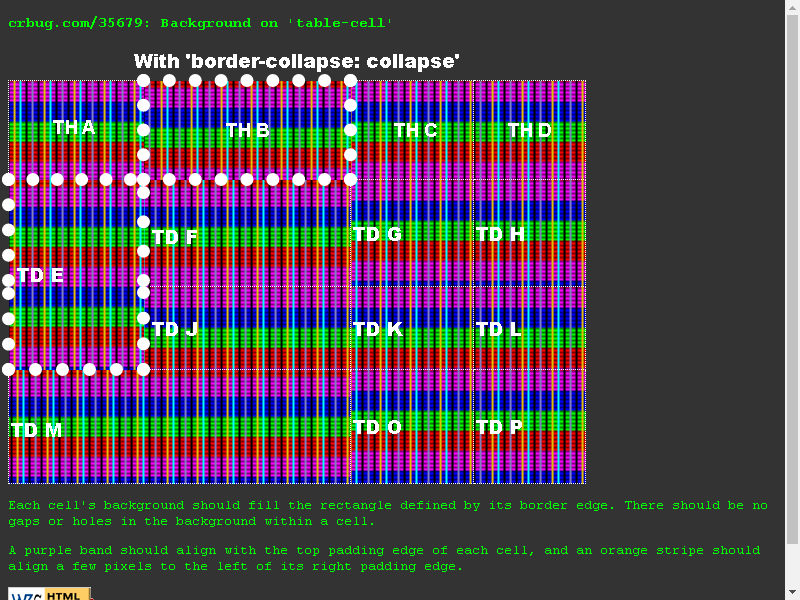 crbug.com/35679: Background on 'table-cell'
With 'border-collapse: collapse'
TH A TH B TH C TH D
TD F TD G TD H
TD E
TD J TD K TD L
TD M TD O TD P
Each cell's background should fill the rectangle defined by its border edge. There should be no
gaps or holes in the background within a cell.
A purple band should align with the top padding edge of each cell, and an orange stripe should
align a few pixels to the left of its right padding edge.
W3C HTML